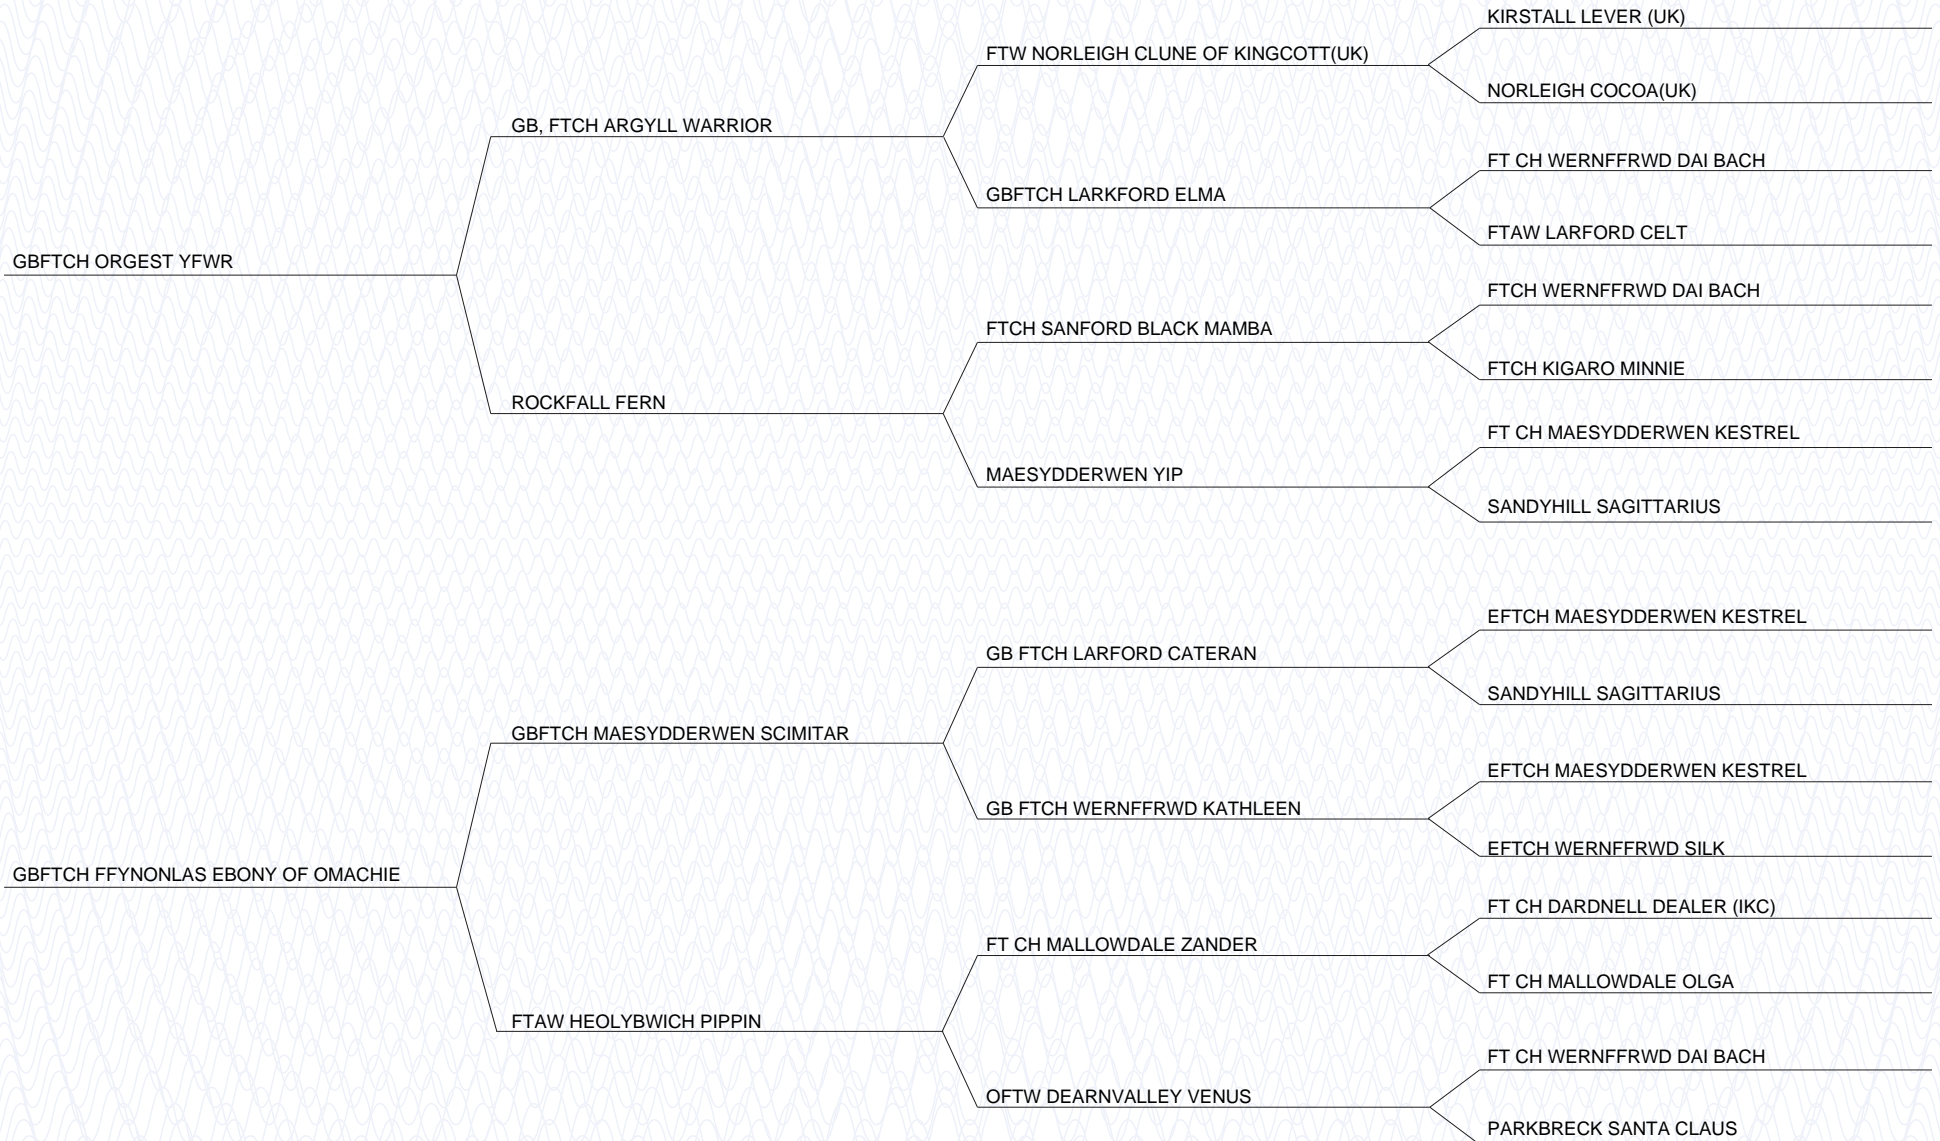 KIRSTALL LEVER (UK)
FTW NORLEIGH CLUNE OF KINGCOTT(UK)
NORLEIGH COCOA(UK)
GB, FTCH ARGYLL WARRIOR
FT CH WERNFFRWD DAI BACH
GBFTCH LARKFORD ELMA
FTAW LARFORD CELT
GBFTCH ORGEST YFWR
FTCH WERNFFRWD DAI BACH
FTCH SANFORD BLACK MAMBA
FTCH KIGARO MINNIE
ROCKFALL FERN
FT CH MAESYDDERWEN KESTREL
MAESYDDERWEN YIP
SANDYHILL SAGITTARIUS
EFTCH MAESYDDERWEN KESTREL
GB FTCH LARFORD CATERAN
SANDYHILL SAGITTARIUS
GBFTCH MAESYDDERWEN SCIMITAR
EFTCH MAESYDDERWEN KESTREL
GB FTCH WERNFFRWD KATHLEEN
EFTCH WERNFFRWD SILK
GBFTCH FFYNONLAS EBONY OF OMACHIE
FT CH DARDNELL DEALER (IKC)
FT CH MALLOWDALE ZANDER
FT CH MALLOWDALE OLGA
FTAW HEOLYBWICH PIPPIN
FT CH WERNFFRWD DAI BACH
OFTW DEARNVALLEY VENUS
PARKBRECK SANTA CLAUS